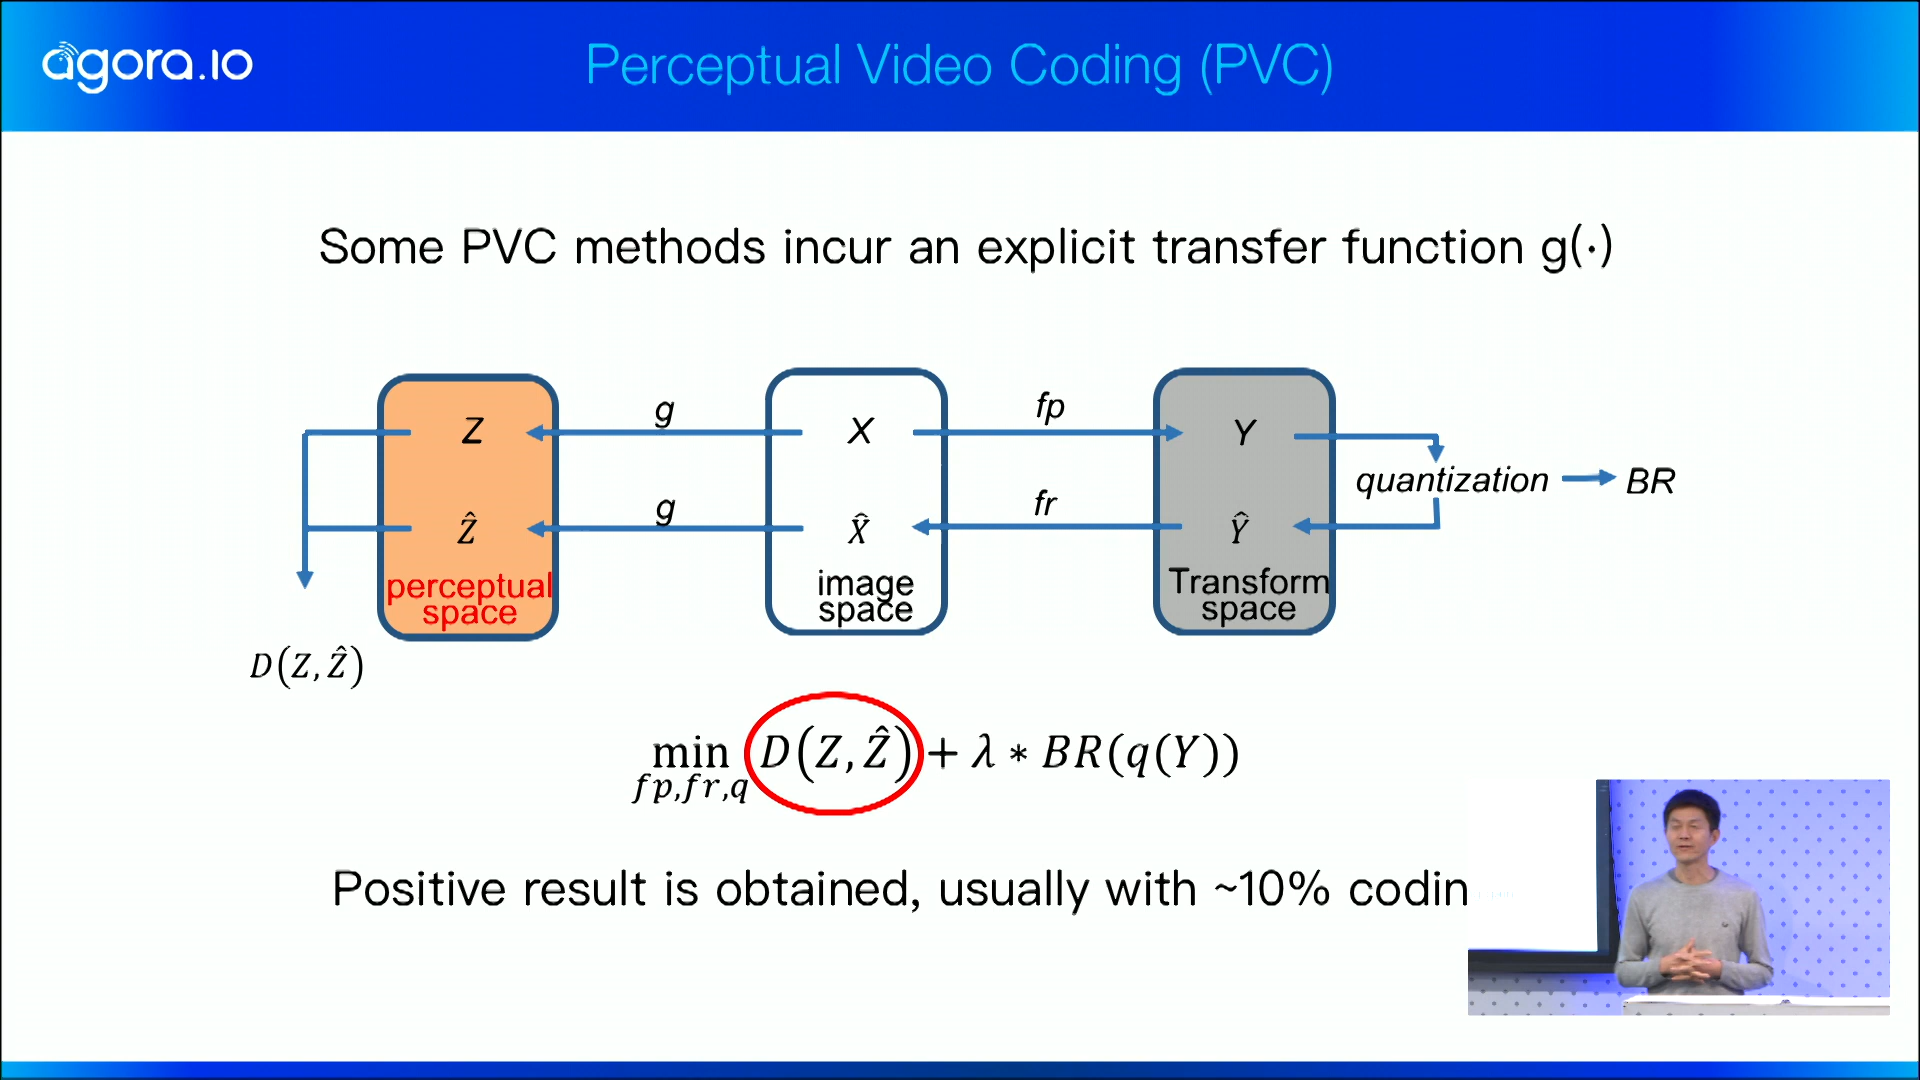 agora.io
Perceptual Video Coding (PVC)
Some PVC methods incur an explicit transfer function g(·)
Z
g
X
fp
Y
quantization
BR
Ẑ
g
X̂
fr
Ŷ
perceptual
space
image
space
Transform
space
D(Z, Ẑ)
min D(Z, Ẑ) + λ ∗ BR(q(Y))
fp,fr,q
Positive result is obtained, usually with ~10% codin